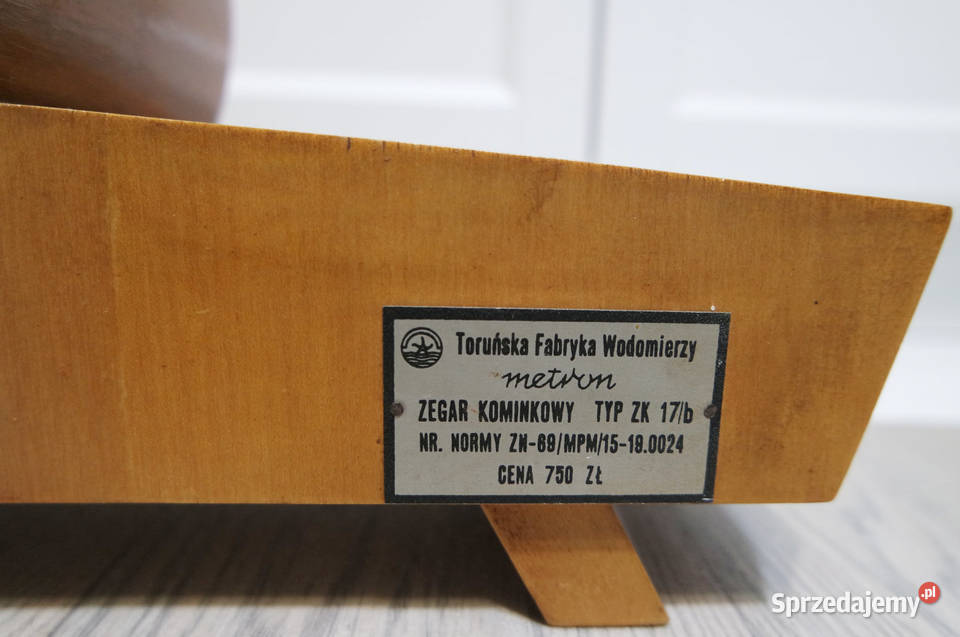 Toruńska Fabryka Wodomierzy
metron
ZEGAR KOMINKOWY TYP ZK 17/b
NR. NORMY ZN-69/MPM/15-19.0024
CENA 750 ZŁ
Sprzedajemy.pl